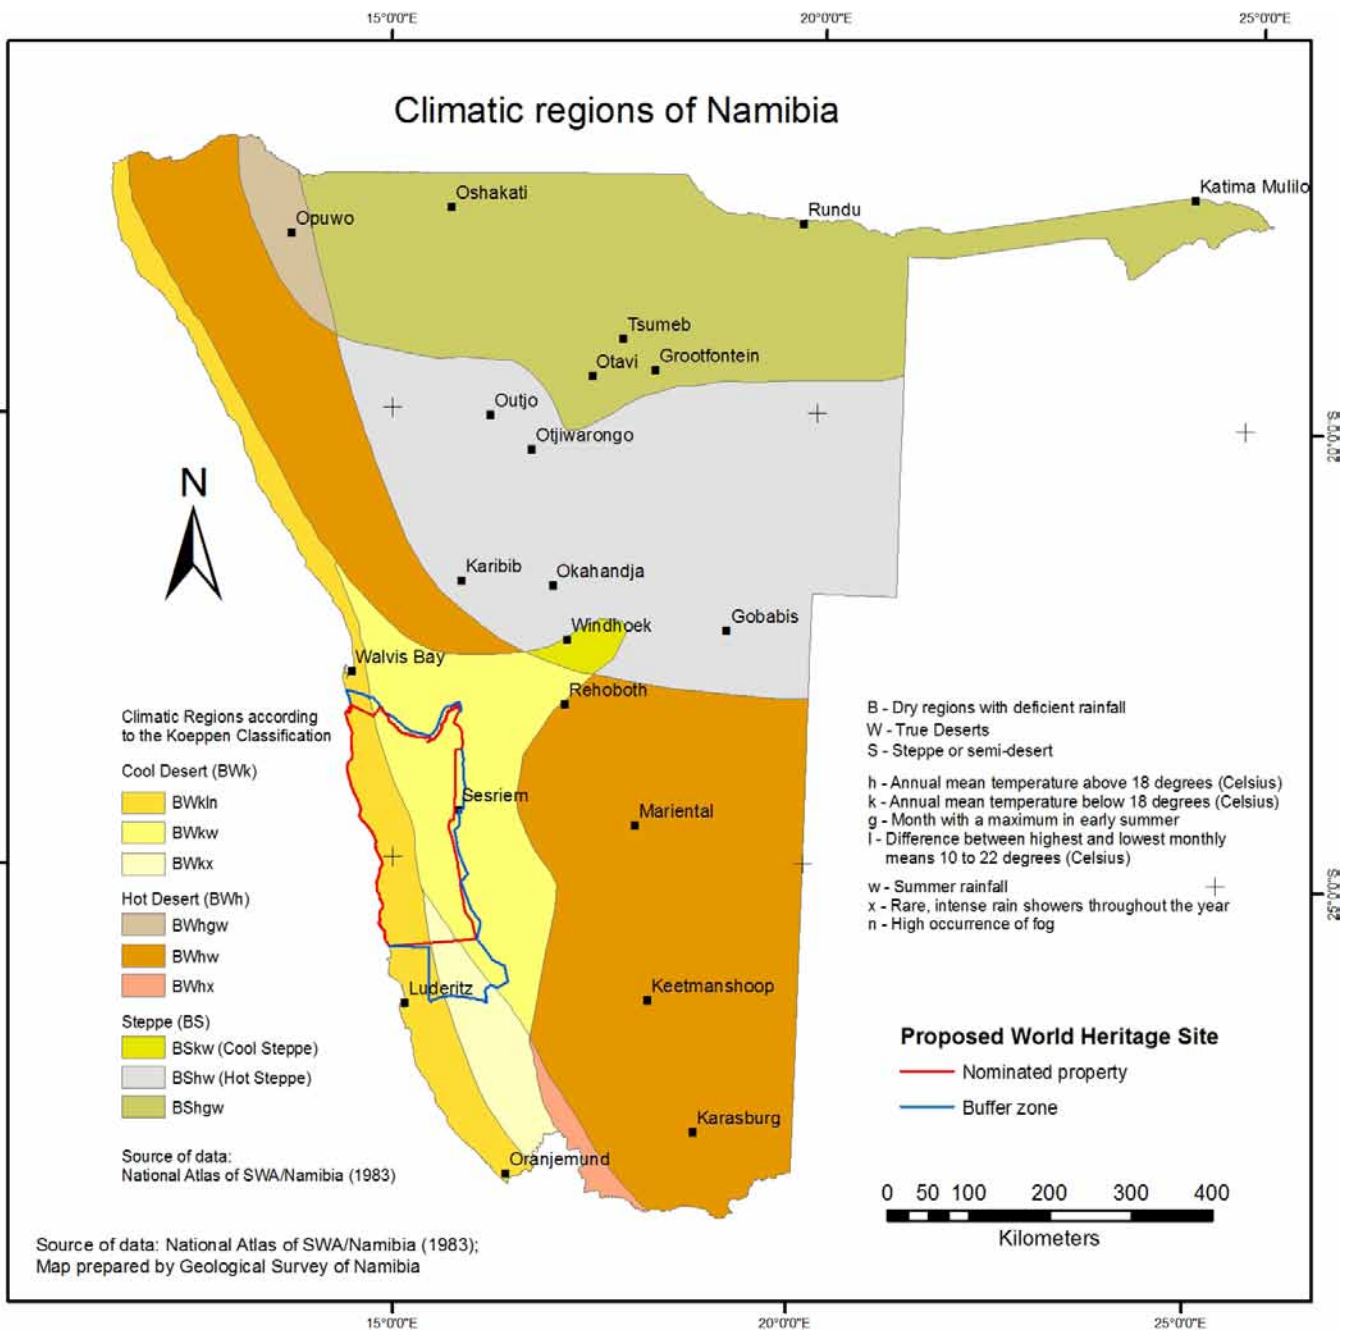 15°0'0"E
20°0'0"E
25°0'0"E
Climatic regions of Namibia
Katima Mulilo
Oshakati
Rundu
Opuwo
Tsumeb
Grootfontein
Otavi
Outjo
Otjiwarongo
20°0'0"S
N
Karibib
Okahandja
Gobabis
Windhoek
Walvis Bay
Rehoboth
Sesriem
Mariental
Luderitz
Keetmanshoop
Karasburg
Oranjemund
Climatic Regions according
to the Koeppen Classification
Cool Desert (BWk)
BWkln
BWkw
BWkx
Hot Desert (BWh)
BWhgw
BWhw
BWhx
Steppe (BS)
BSkw (Cool Steppe)
BShw (Hot Steppe)
BShgw
Source of data:
National Atlas of SWA/Namibia (1983)
B - Dry regions with deficient rainfall
W - True Deserts
S - Steppe or semi-desert
h - Annual mean temperature above 18 degrees (Celsius)
k - Annual mean temperature below 18 degrees (Celsius)
g - Month with a maximum in early summer
l - Difference between highest and lowest monthly
means 10 to 22 degrees (Celsius)
w - Summer rainfall
x - Rare, intense rain showers throughout the year
n - High occurrence of fog
25°0'0"S
Proposed World Heritage Site
Nominated property
Buffer zone
0 50 100 200 300 400
Kilometers
Source of data: National Atlas of SWA/Namibia (1983);
Map prepared by Geological Survey of Namibia
15°0'0"E
20°0'0"E
25°0'0"E